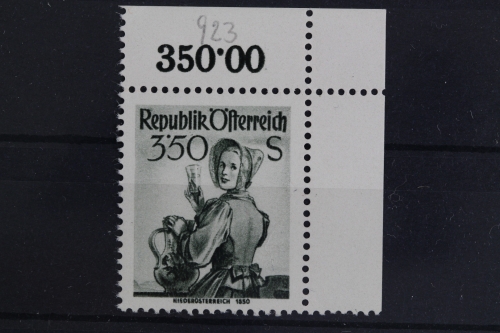 923
350·00
Republik Österreich
3·50 S
NIEDERÖSTERREICH 1850